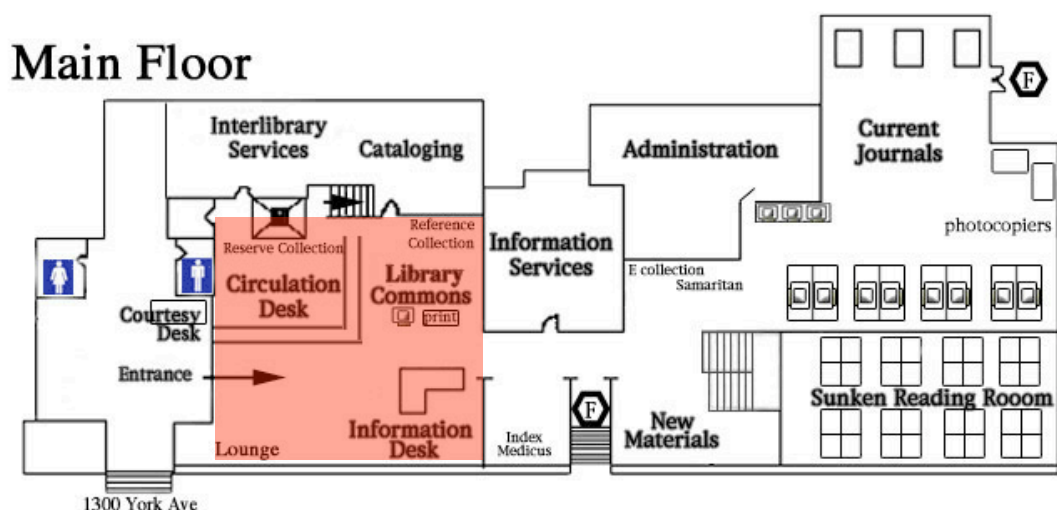 Main Floor
Interlibrary
Services
Cataloging
Administration
Current
Journals
F
photocopiers
Reference
Collection
Reserve Collection
Information
Services
E collection
Samaritan
Circulation
Desk
Library
Commons
print
Courtesy
Desk
Entrance
Sunken Reading Rooom
F
New
Materials
Information
Desk
Index
Medicus
Lounge
1300 York Ave